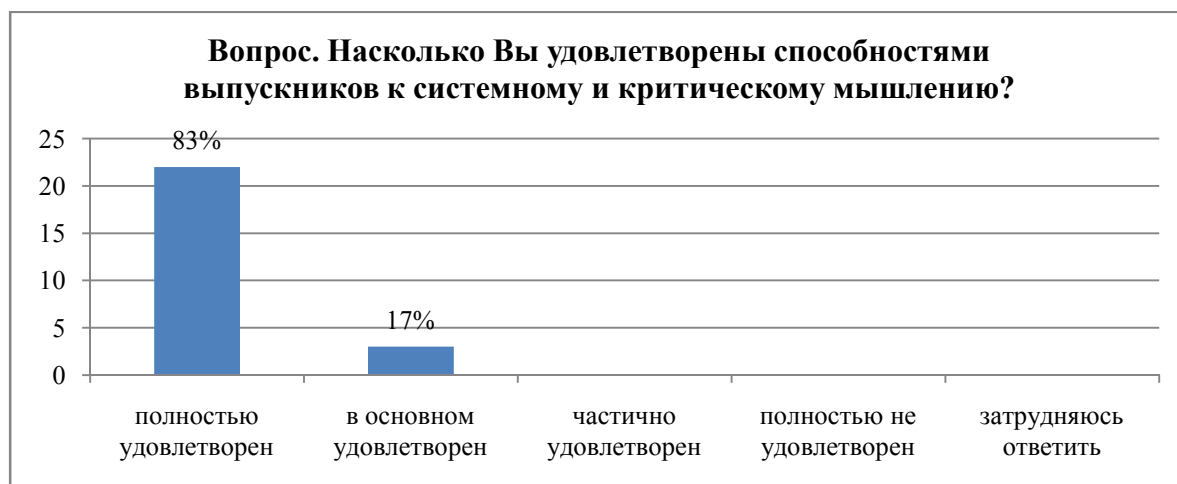 Вопрос. Насколько Вы удовлетворены способностями
выпускников к системному и критическому мышлению?
25
20
15
10
5
0
83%
17%
полностью
удовлетворен
в основном
удовлетворен
частично
удовлетворен
полностью не
удовлетворен
затрудняюсь
ответить